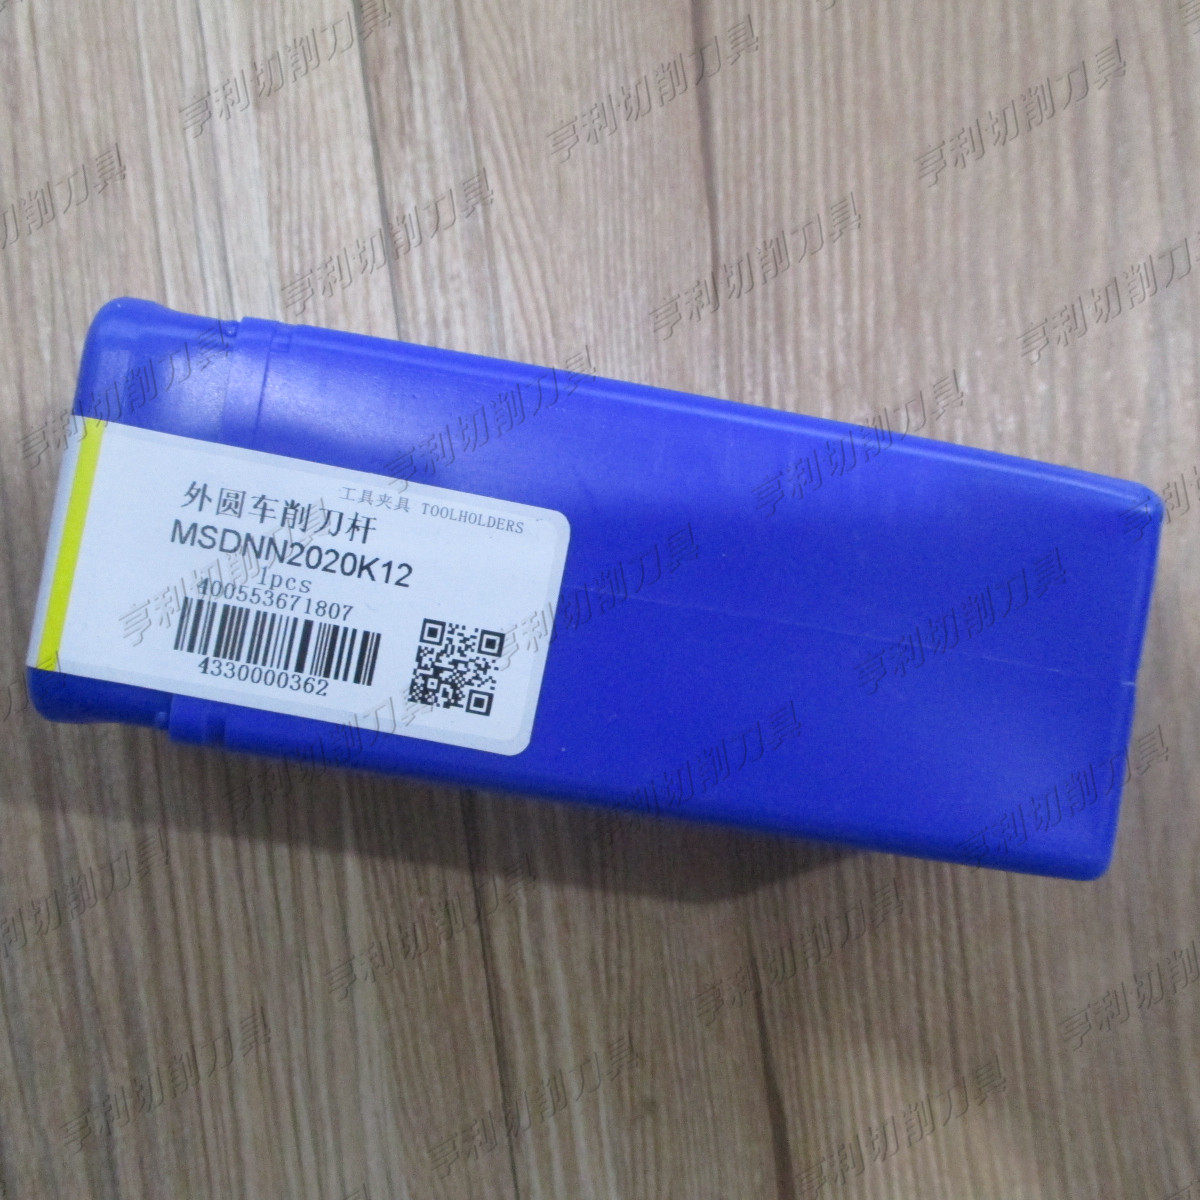 工具夹具 TOOLHOLDERS
外圆车削刀杆
MSDNN2020K12
1pcs
400553671807
4330000362
亨利切削刀具